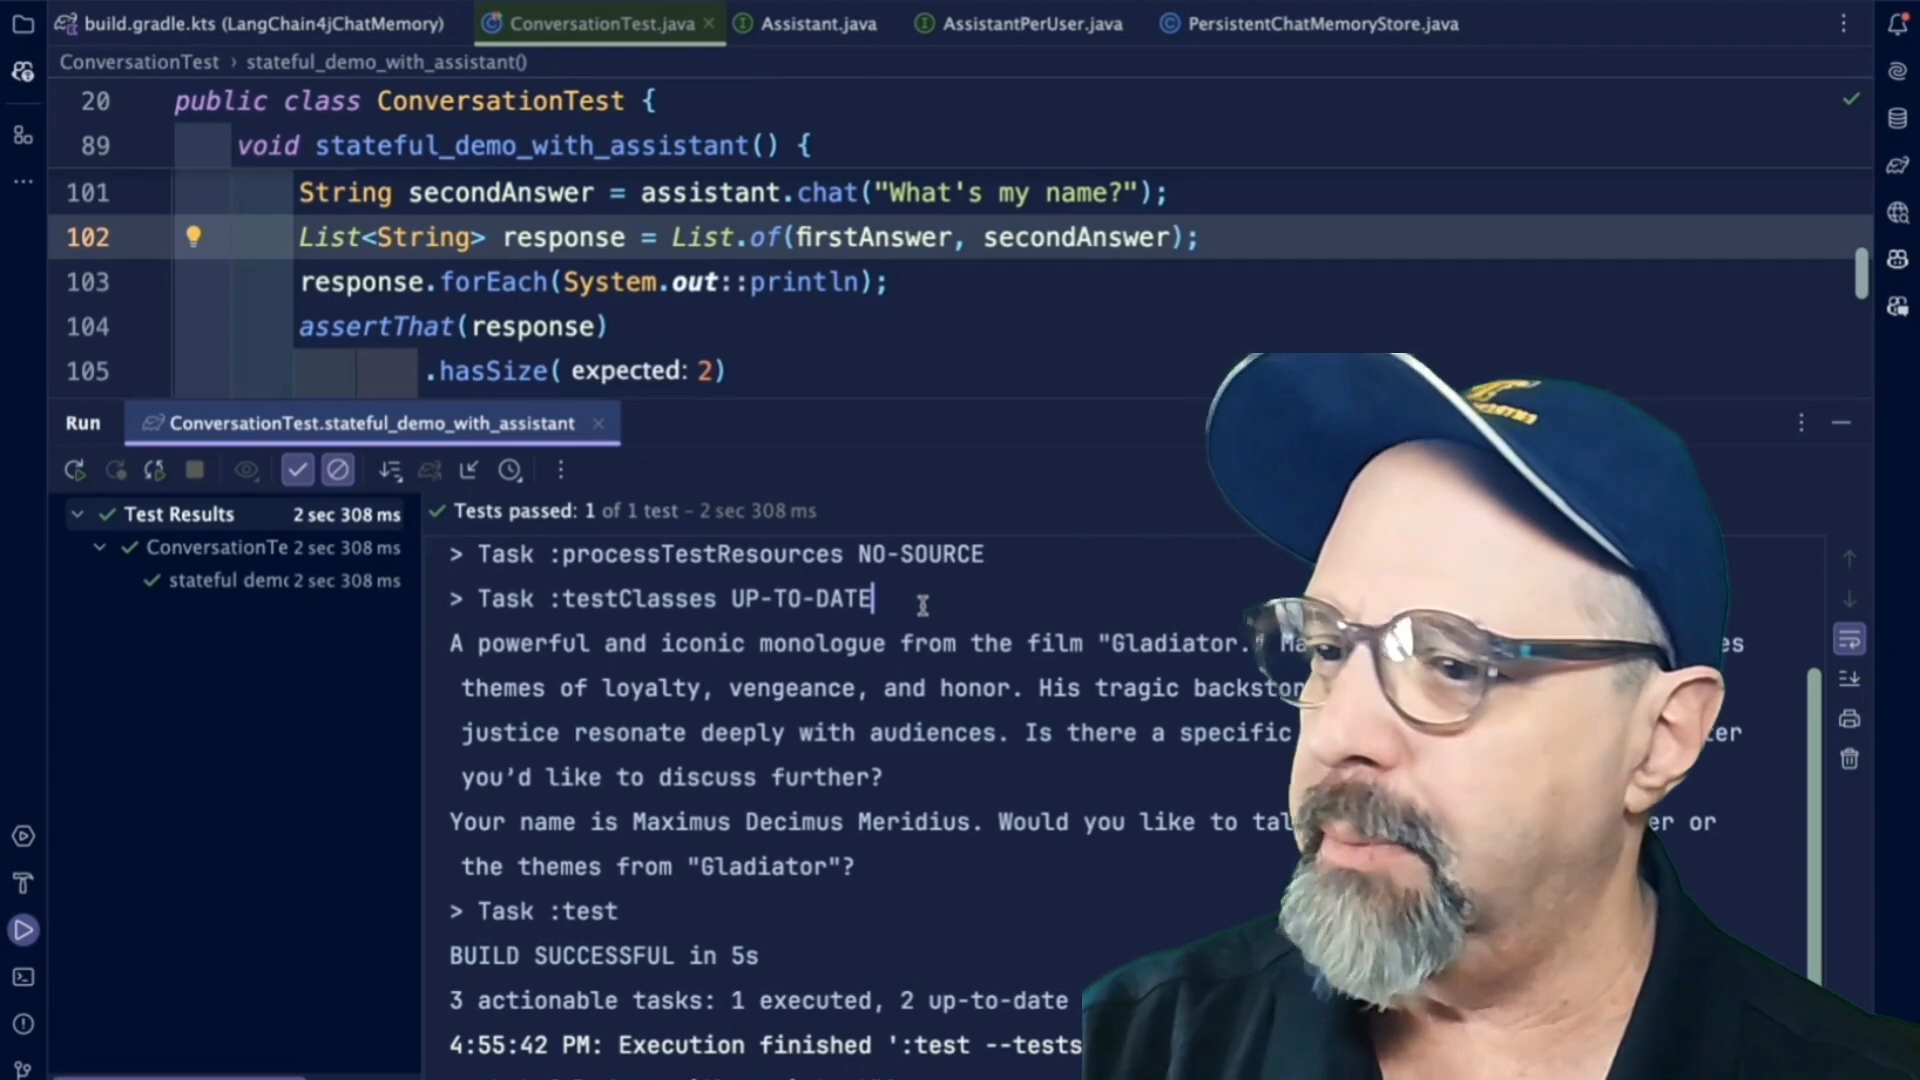 build.gradle.kts (LangChain4jChatMemory)
ConversationTest.java
Assistant.java
AssistantPerUser.java
PersistentChatMemoryStore.java
ConversationTest › stateful_demo_with_assistant()
20 public class ConversationTest {
89 void stateful_demo_with_assistant() {
101 String secondAnswer = assistant.chat("What's my name?");
102 List<String> response = List.of(firstAnswer, secondAnswer);
103 response.forEach(System.out::println);
104 assertThat(response)
105 .hasSize( expected: 2)
Run
ConversationTest.stateful_demo_with_assistant
Test Results 2 sec 308 ms
ConversationTe 2 sec 308 ms
stateful demo 2 sec 308 ms
Tests passed: 1 of 1 test – 2 sec 308 ms
> Task :processTestResources NO-SOURCE
> Task :testClasses UP-TO-DATE
A powerful and iconic monologue from the film "Gladiator."
themes of loyalty, vengeance, and honor. His tragic
justice resonate deeply with audiences. Is there a specific
you'd like to discuss further?
Your name is Maximus Decimus Meridius. Would you like to or
the themes from "Gladiator"?
> Task :test
BUILD SUCCESSFUL in 5s
3 actionable tasks: 1 executed, 2 up-to-date
4:55:42 PM: Execution finished ':test --tests